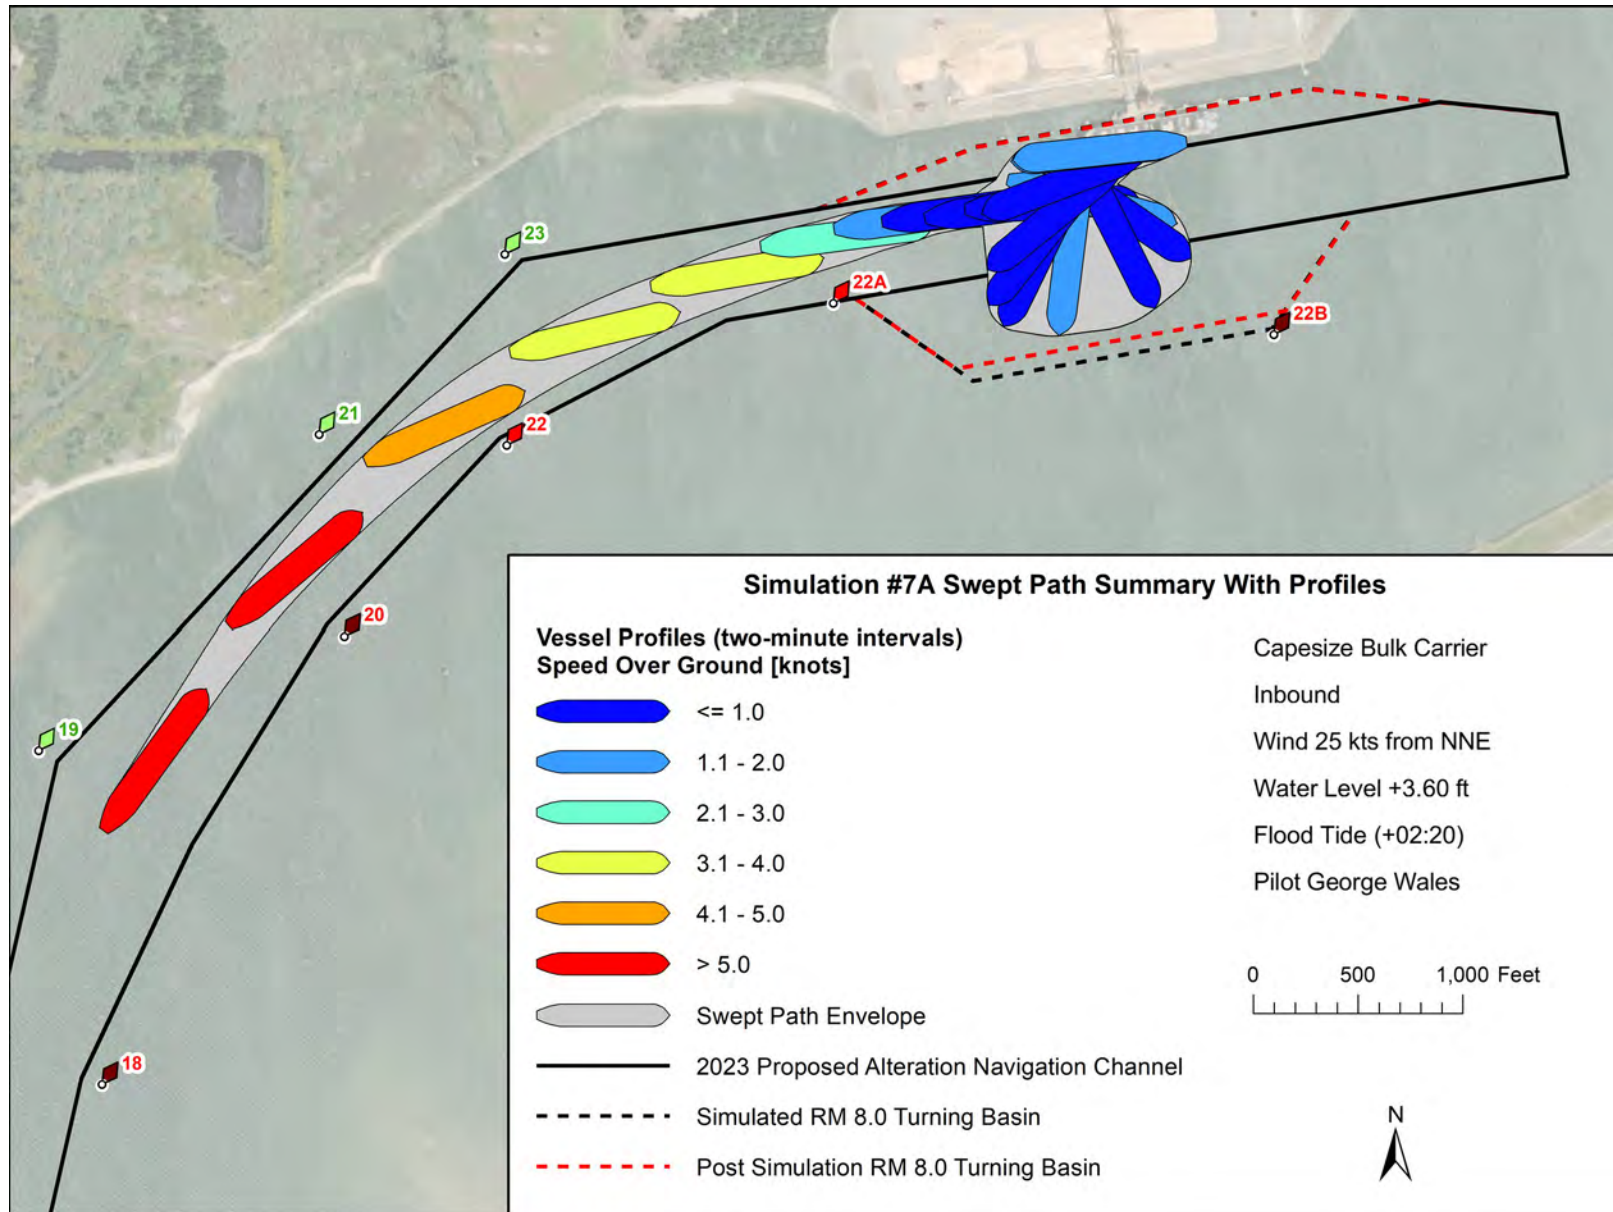 23
22A
22B
21
22
20
19
18
Simulation #7A Swept Path Summary With Profiles
Vessel Profiles (two-minute intervals)
Speed Over Ground [knots]
<= 1.0
1.1 - 2.0
2.1 - 3.0
3.1 - 4.0
4.1 - 5.0
> 5.0
Swept Path Envelope
2023 Proposed Alteration Navigation Channel
Simulated RM 8.0 Turning Basin
Post Simulation RM 8.0 Turning Basin
Capesize Bulk Carrier
Inbound
Wind 25 kts from NNE
Water Level +3.60 ft
Flood Tide (+02:20)
Pilot George Wales
0 500 1,000 Feet
N